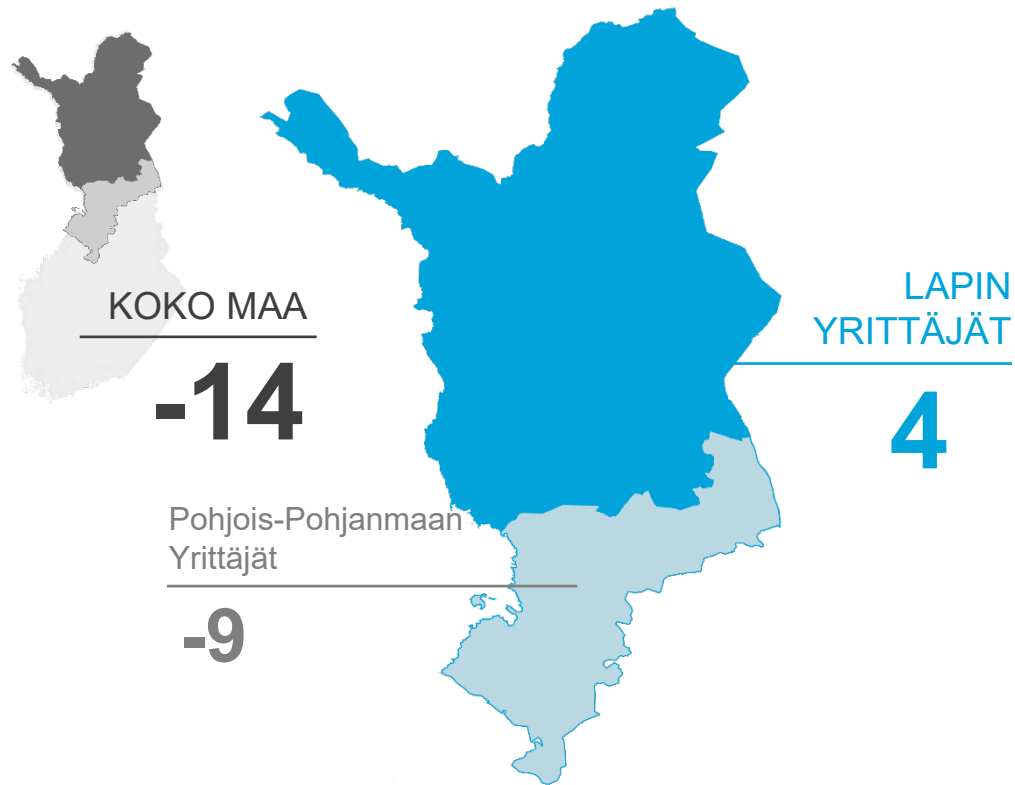 KOKO MAA
-14
LAPIN
YRITTÄJÄT
4
Pohjois-Pohjanmaan
Yrittäjät
-9